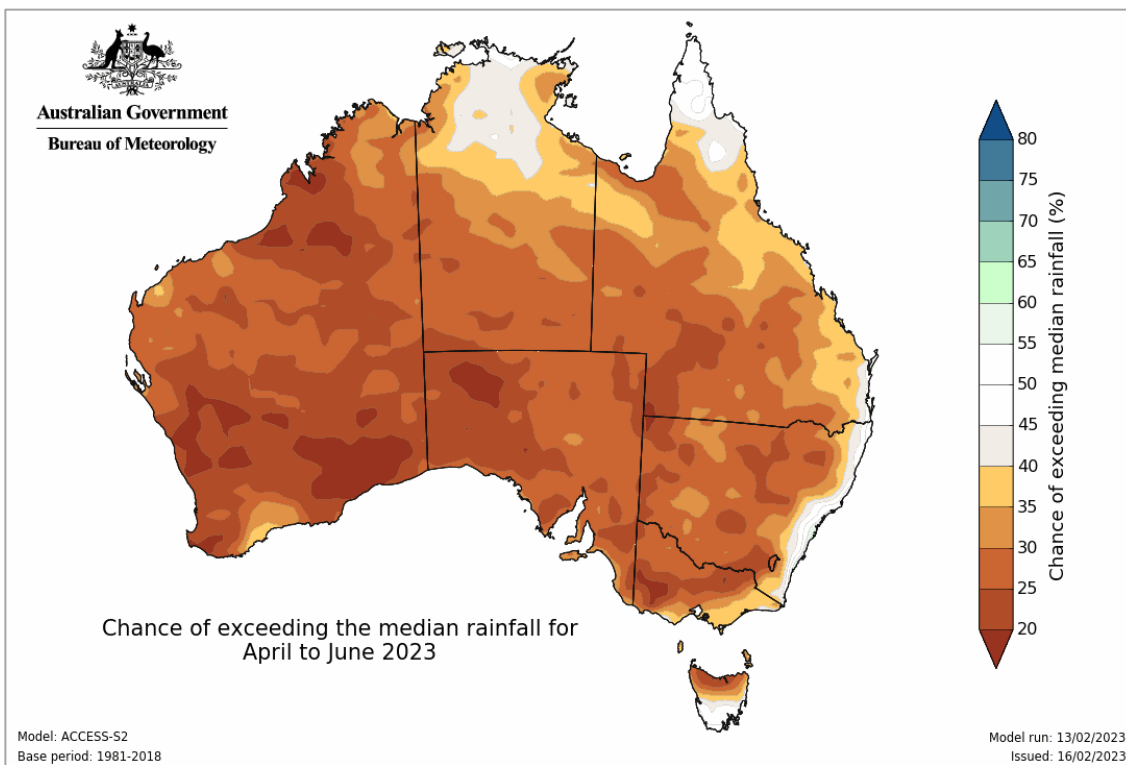 Australian Government
Bureau of Meteorology
80
75
70
65
60
55
50
45
40
35
30
25
20
Chance of exceeding median rainfall (%)
Chance of exceeding the median rainfall for
April to June 2023
Model: ACCESS-S2
Base period: 1981-2018
Model run: 13/02/2023
Issued: 16/02/2023